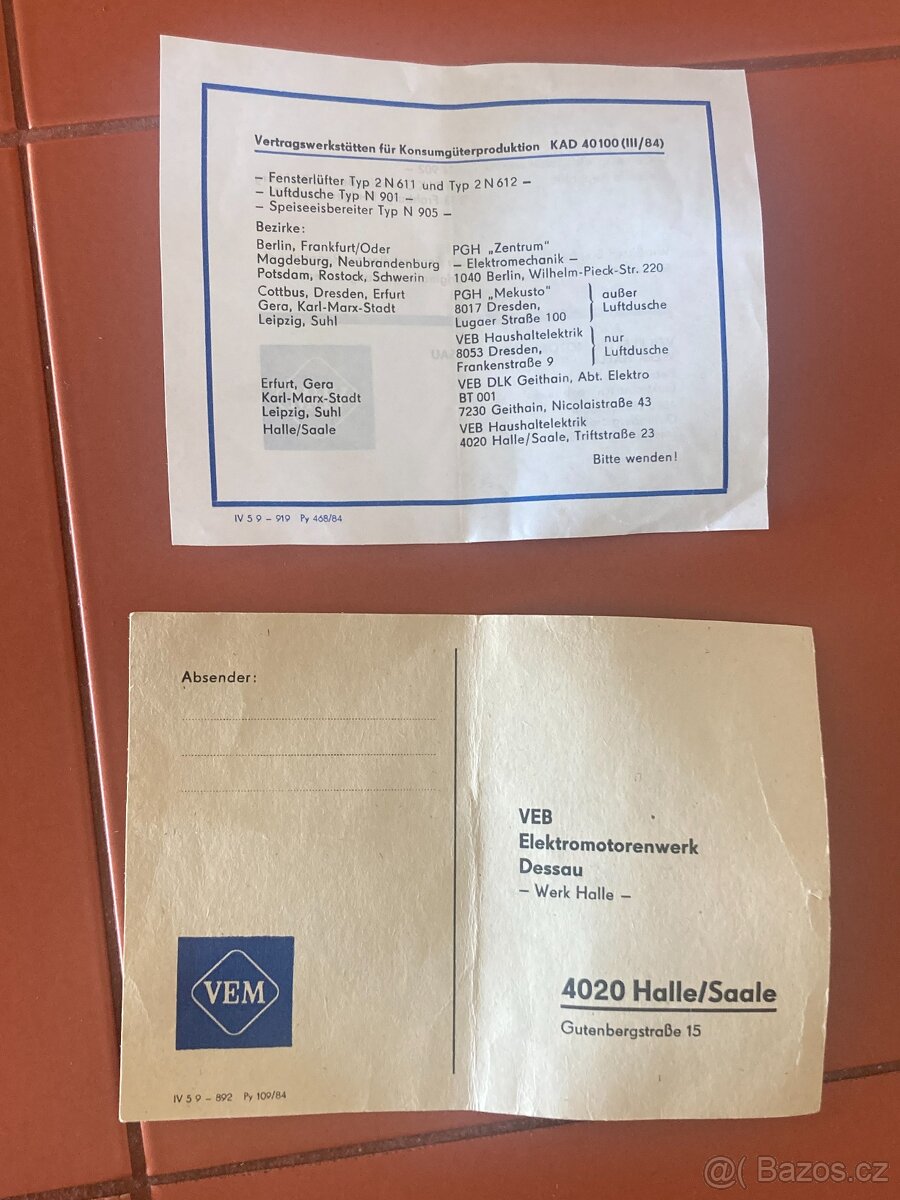 Vertragswerkstätten für Konsumgüterproduktion KAD 40100 (III/84)
– Fensterlüfter Typ 2 N 611 und Typ 2 N 612 –
– Luftdusche Typ N 901 –
– Speiseeisbereiter Typ N 905 –
Bezirke:
Berlin, Frankfurt/Oder
Magdeburg, Neubrandenburg
Potsdam, Rostock, Schwerin
PGH „Zentrum"
– Elektromechanik –
1040 Berlin, Wilhelm-Pieck-Str. 220
Cottbus, Dresden, Erfurt
Gera, Karl-Marx-Stadt
Leipzig, Suhl
PGH „Mekusto"
8017 Dresden,
Lugaer Straße 100
außer
Luftdusche
VEB Haushaltelektrik
8053 Dresden,
Frankenstraße 9
nur
Luftdusche
Erfurt, Gera
Karl-Marx-Stadt
Leipzig, Suhl
VEB DLK Geithain, Abt. Elektro
BT 001
7230 Geithain, Nicolaistraße 43
Halle/Saale
VEB Haushaltelektrik
4020 Halle/Saale, Triftstraße 23
Bitte wenden!
IV 5 9 – 919 Py 468/84
Absender:
VEB
Elektromotorenwerk
Dessau
– Werk Halle –
VEM
4020 Halle/Saale
Gutenbergstraße 15
IV 5 9 – 892 Py 109/84
@( Bazos.cz